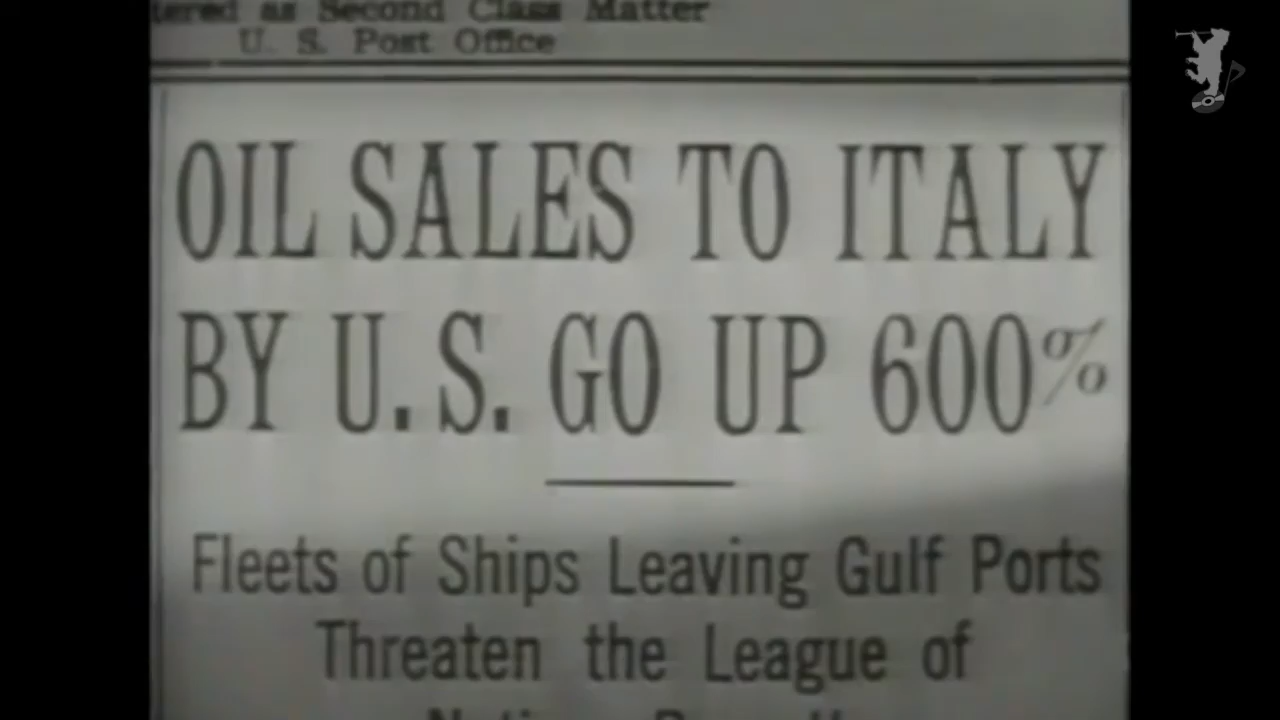 as Second Class Matter
U. S. Post Office
OIL SALES TO ITALY
BY U.S. GO UP 600%
Fleets of Ships Leaving Gulf Ports
Threaten the League of